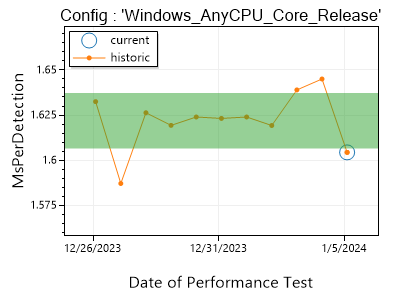 Config : 'Windows_AnyCPU_Core_Release'
current
historic
MsPerDetection
1.65
1.625
1.6
1.575
12/26/2023
12/31/2023
1/5/2024
Date of Performance Test